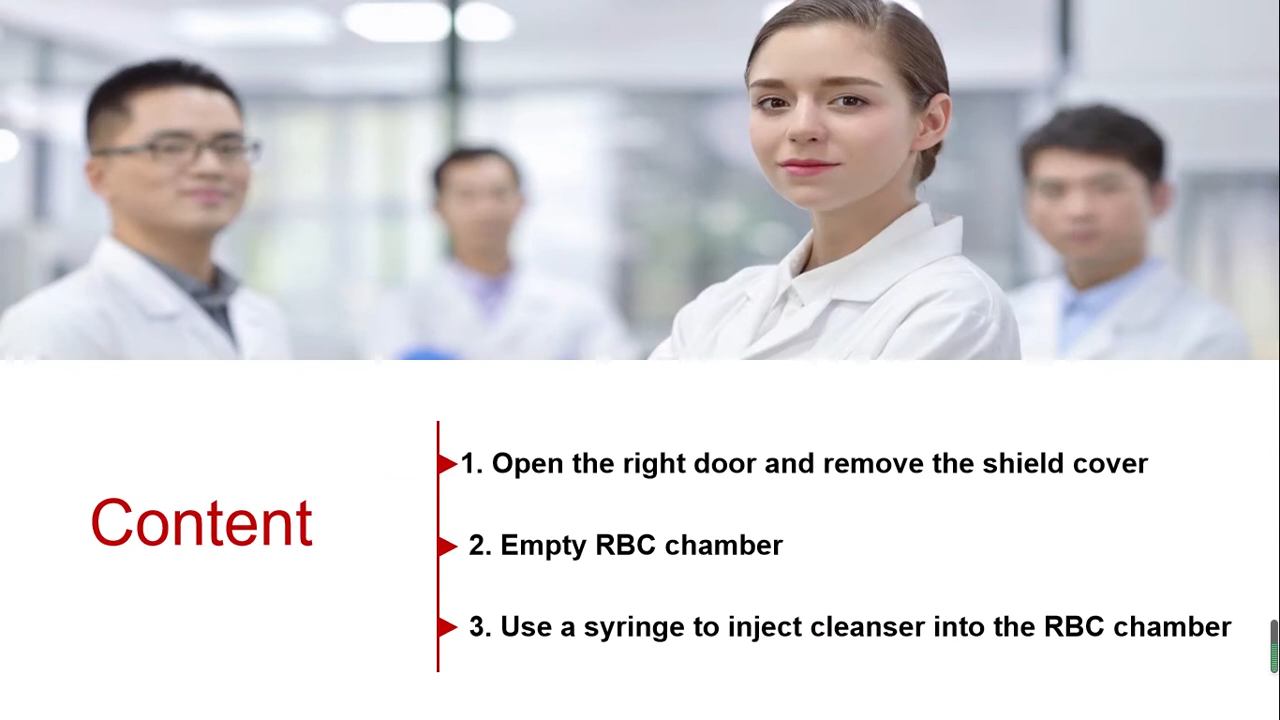 Content
1. Open the right door and remove the shield cover
2. Empty RBC chamber
3. Use a syringe to inject cleanser into the RBC chamber